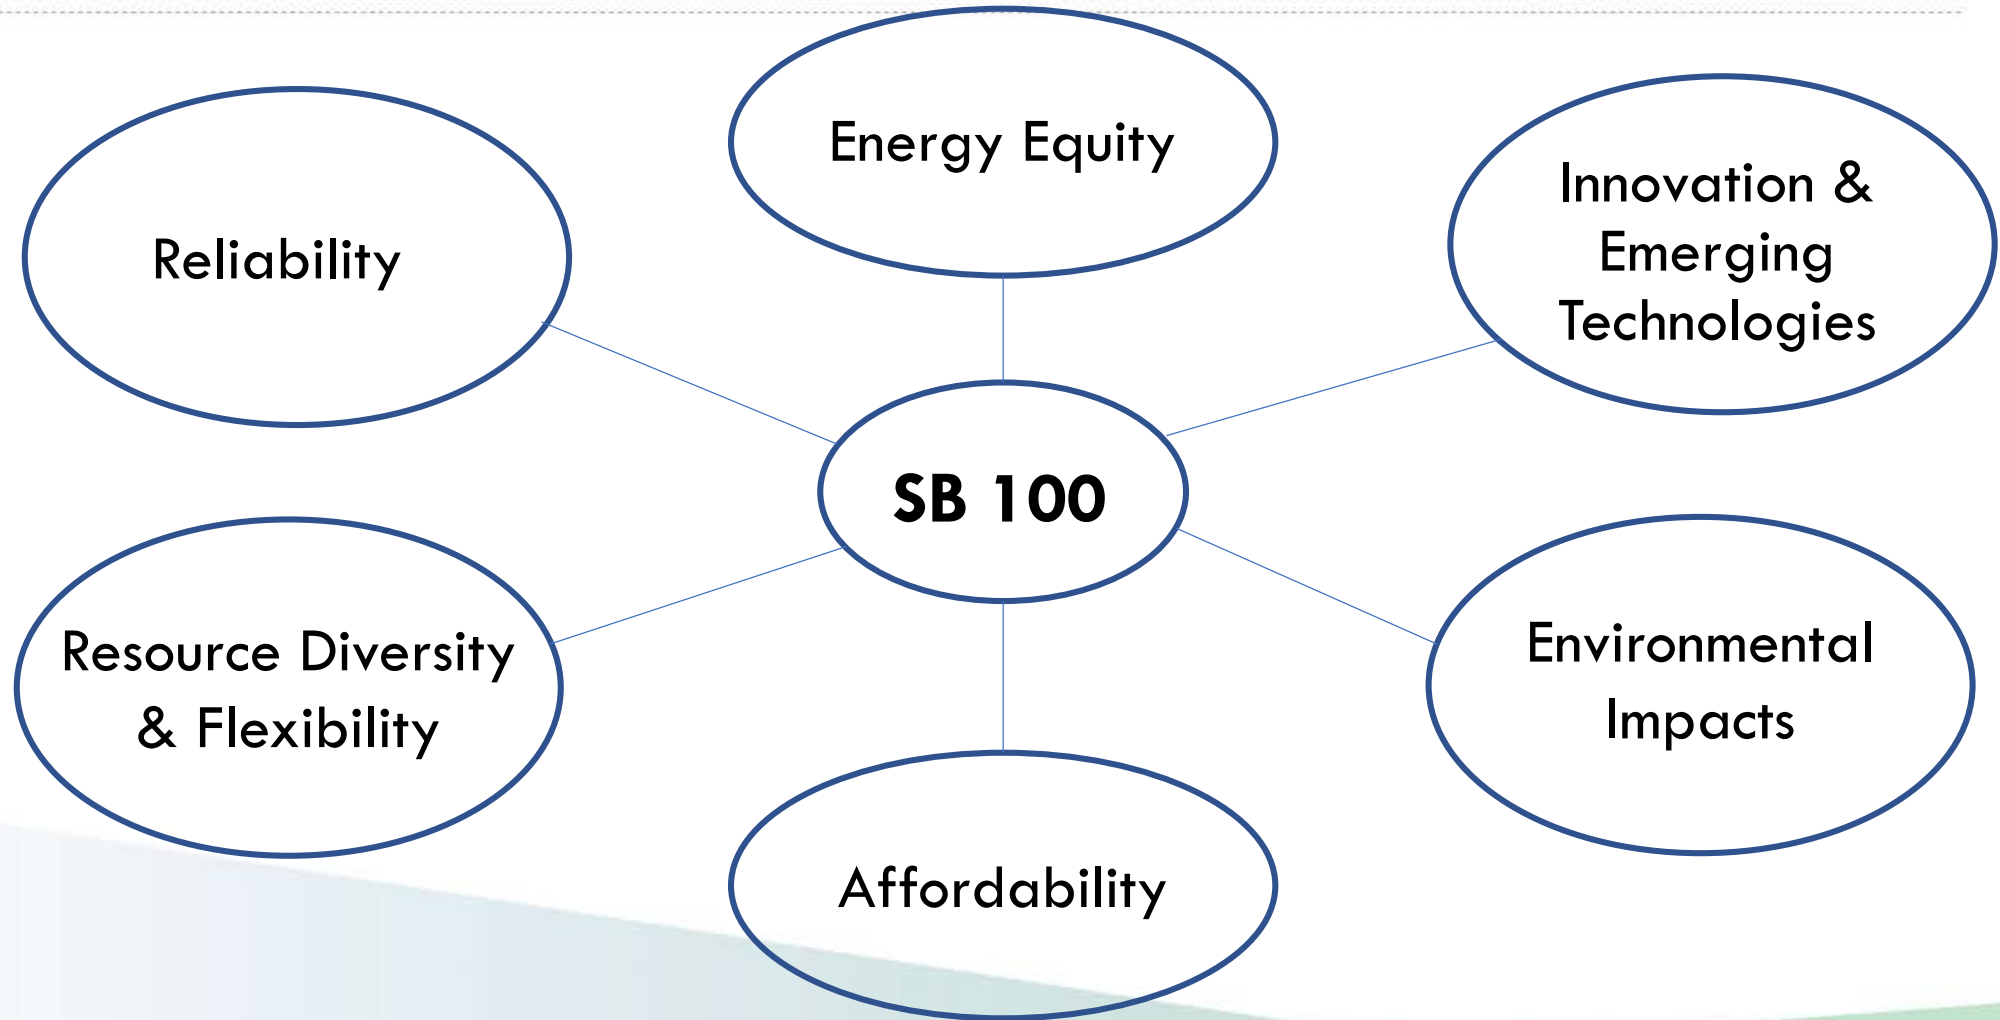 Energy Equity
Reliability
Innovation &
Emerging
Technologies
SB 100
Resource Diversity
& Flexibility
Environmental
Impacts
Affordability